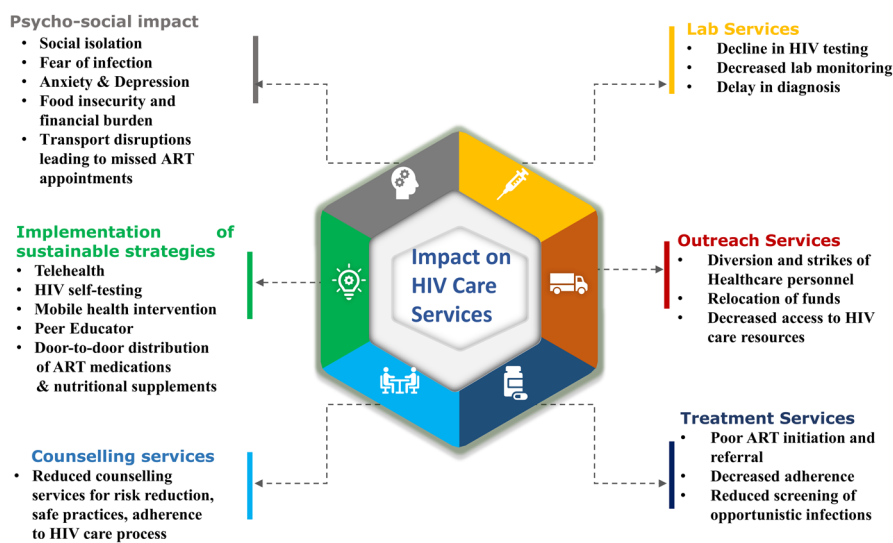 Psycho-social impact
• Social isolation
• Fear of infection
• Anxiety & Depression
• Food insecurity and
financial burden
• Transport disruptions
leading to missed ART
appointments
Implementation of
sustainable strategies
• Telehealth
• HIV self-testing
• Mobile health intervention
• Peer Educator
• Door-to-door distribution
of ART medications
& nutritional supplements
Counselling services
• Reduced counselling
services for risk reduction,
safe practices, adherence
to HIV care process
Impact on
HIV Care
Services
Lab Services
• Decline in HIV testing
• Decreased lab monitoring
• Delay in diagnosis
Outreach Services
• Diversion and strikes of
Healthcare personnel
• Relocation of funds
• Decreased access to HIV
care resources
Treatment Services
• Poor ART initiation and
referral
• Decreased adherence
• Reduced screening of
opportunistic infections